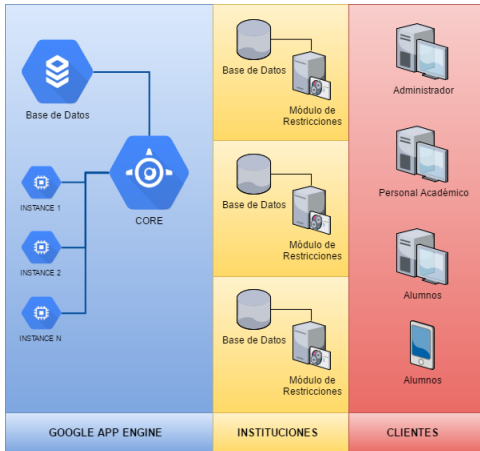 Base de Datos
CORE
INSTANCE 1
INSTANCE 2
INSTANCE N
GOOGLE APP ENGINE
Base de Datos
Módulo de
Restricciones
Base de Datos
Módulo de
Restricciones
Base de Datos
Módulo de
Restricciones
INSTITUCIONES
Administrador
Personal Académico
Alumnos
Alumnos
CLIENTES